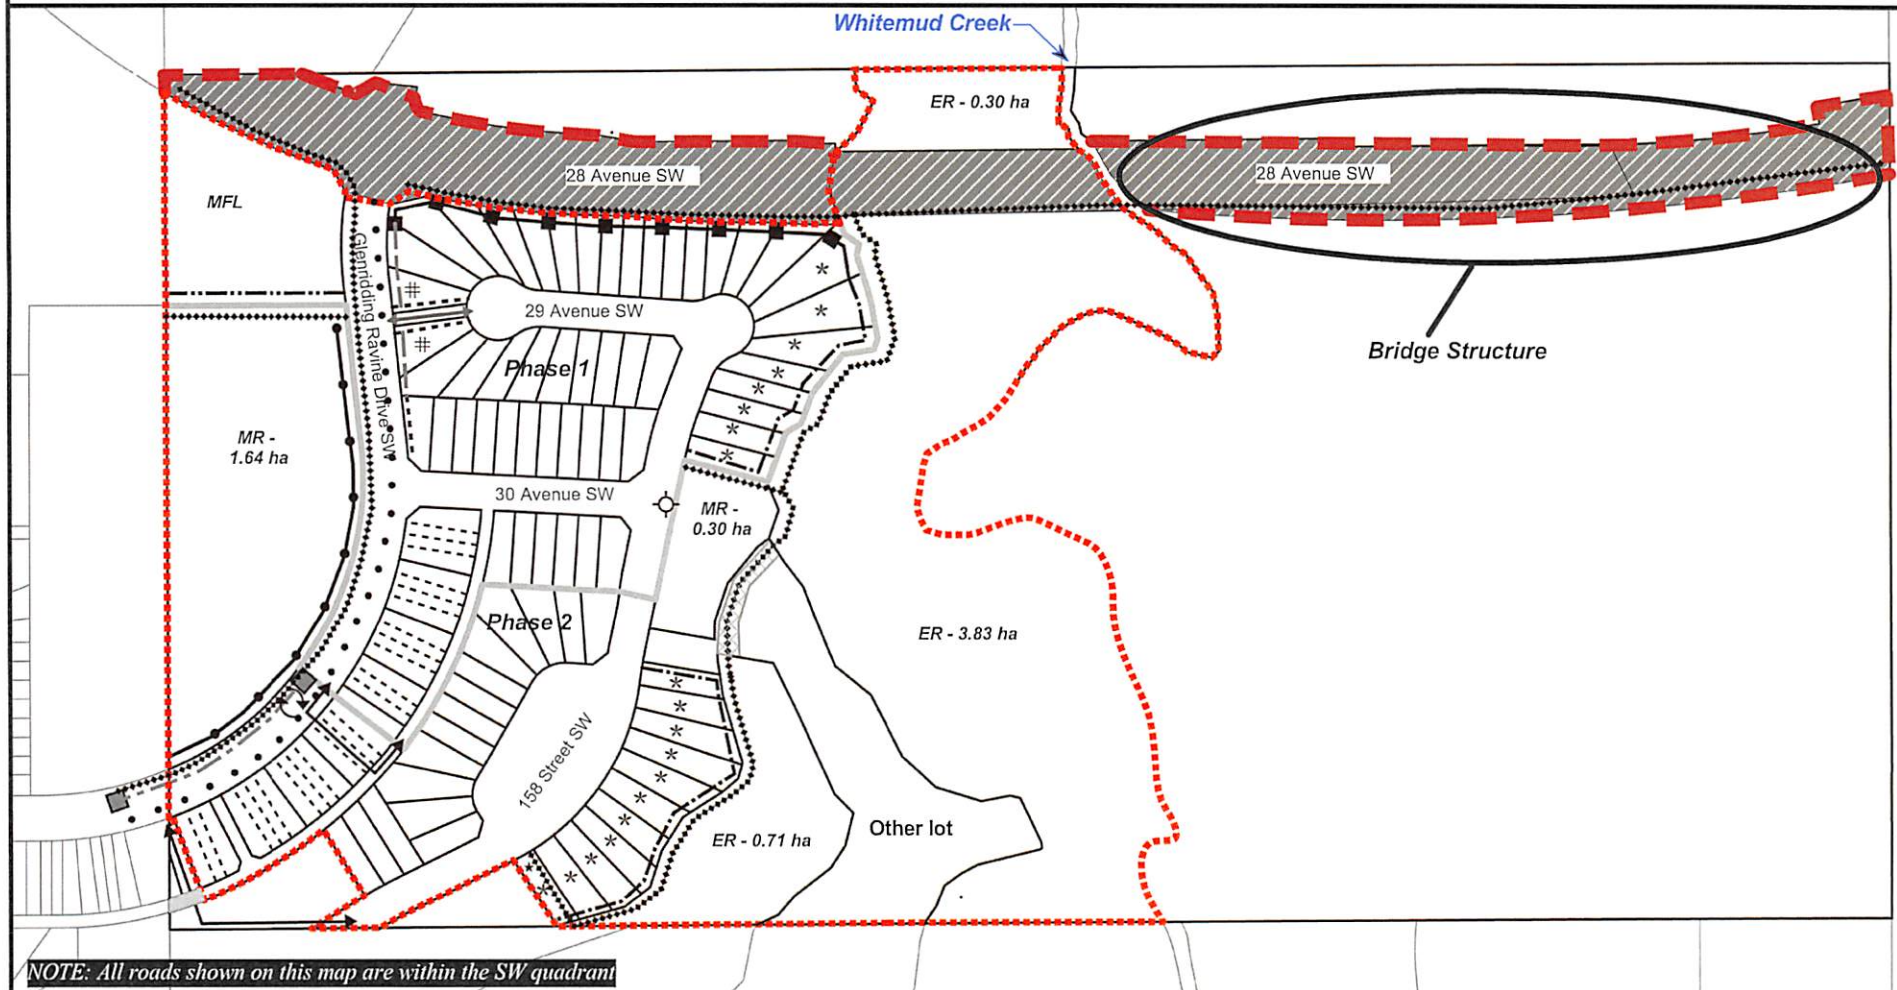 Whitemud Creek
ER - 0.30 ha
28 Avenue SW
28 Avenue SW
MFL
Glenridding Ravine Drive SW
#
29 Avenue SW
#
Phase 1
Bridge Structure
MR -
1.64 ha
30 Avenue SW
MR -
0.30 ha
Phase 2
ER - 3.83 ha
158 Street SW
ER - 0.71 ha
Other lot
NOTE: All roads shown on this map are within the SW quadrant